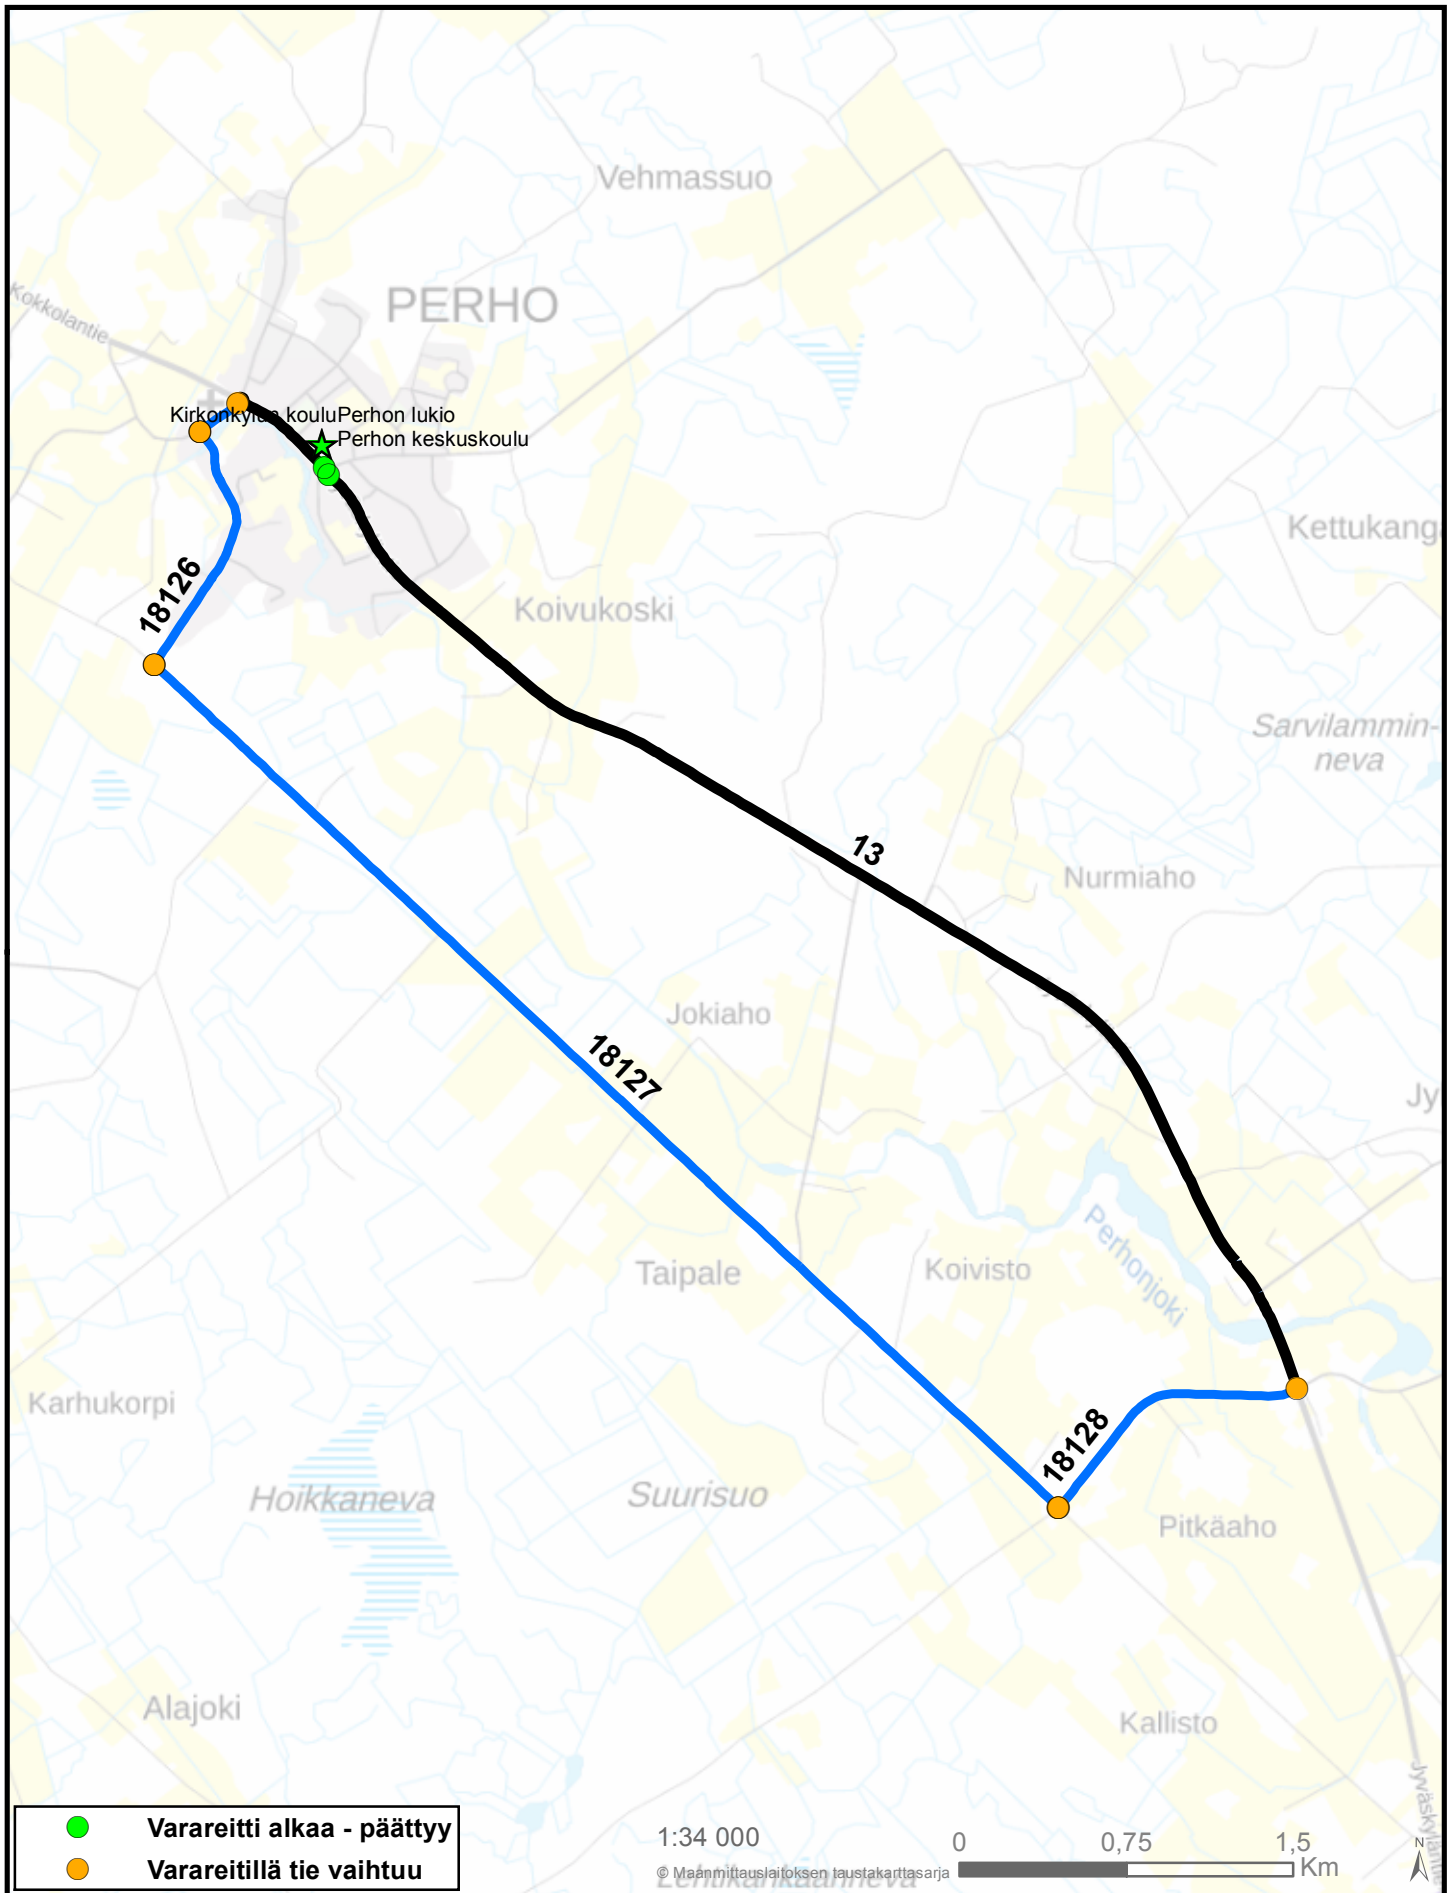 Vehmassuo
Kokkolantie
PERHO
Kirkonkylän koulu
Perhon lukio
Perhon keskuskoulu
Kettukanga
18126
Koivukoski
Sarvilammin-
neva
13
Nurmiaho
Jokiaho
18127
Jy
Perhonjoki
Taipale
Koivisto
Karhukorpi
18128
Hoikkaneva
Suurisuo
Pitkäaho
Alajoki
Kallisto
Varareitti alkaa - päättyy
Varareitillä tie vaihtuu
1:34 000
© Maanmittauslaitoksen taustakarttasarja
0 0,75 1,5
Km
N